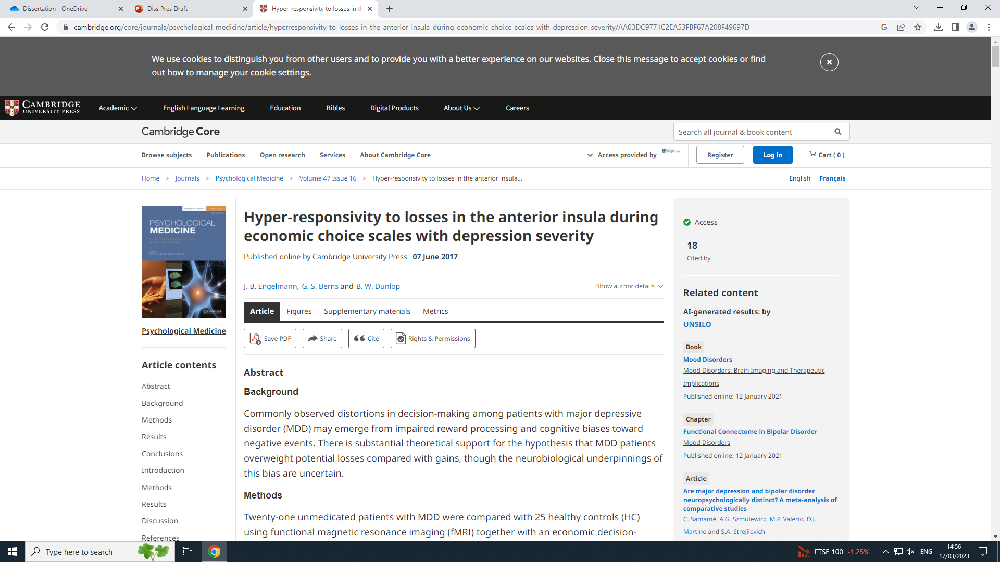 Dissertation - OneDrive
Diss Pres Draft
Hyper-responsivity to losses in th
cambridge.org/core/journals/psychological-medicine/article/hyperresponsivity-to-losses-in-the-anterior-insula-during-economic-choice-scales-with-depression-severity/AA03DC9771C2EA53FBF67A208F49697D
We use cookies to distinguish you from other users and to provide you with a better experience on our websites. Close this message to accept cookies or find
out how to manage your cookie settings.
CAMBRIDGE
UNIVERSITY PRESS
Academic
English Language Learning
Education
Bibles
Digital Products
About Us
Careers
Cambridge Core
Search all journal & book content
Browse subjects
Publications
Open research
Services
About Cambridge Core
Access provided by
Register
Log in
Cart ( 0 )
Home > Journals > Psychological Medicine > Volume 47 Issue 16 > Hyper-responsivity to losses in the anterior insula...
English | Français
PSYCHOLOGICAL
MEDICINE
Psychological Medicine
Article contents
Abstract
Background
Methods
Results
Conclusions
Introduction
Methods
Results
Discussion
References
Hyper-responsivity to losses in the anterior insula during
economic choice scales with depression severity
Published online by Cambridge University Press: 07 June 2017
J. B. Engelmann, G. S. Berns and B. W. Dunlop
Show author details
Article
Figures
Supplementary materials
Metrics
Save PDF
Share
Cite
Rights & Permissions
Abstract
Background
Commonly observed distortions in decision-making among patients with major depressive
disorder (MDD) may emerge from impaired reward processing and cognitive biases toward
negative events. There is substantial theoretical support for the hypothesis that MDD patients
overweight potential losses compared with gains, though the neurobiological underpinnings of
this bias are uncertain.
Methods
Twenty-one unmedicated patients with MDD were compared with 25 healthy controls (HC)
using functional magnetic resonance imaging (fMRI) together with an economic decision-
Access
18
Cited by
Related content
AI-generated results: by
UNSILO
Book
Mood Disorders
Mood Disorders: Brain Imaging and Therapeutic
Implications
Published online: 12 January 2021
Chapter
Functional Connectome in Bipolar Disorder
Mood Disorders
Published online: 12 January 2021
Article
Are major depression and bipolar disorder
neuropsychologically distinct? A meta-analysis of
comparative studies
C. Samamé, A.G. Szmulewicz, M.P. Valerio, D.J.
Martino and S.A. Strejilevich
Type here to search
FTSE 100 -1.25%
ENG
14:56
17/03/2023